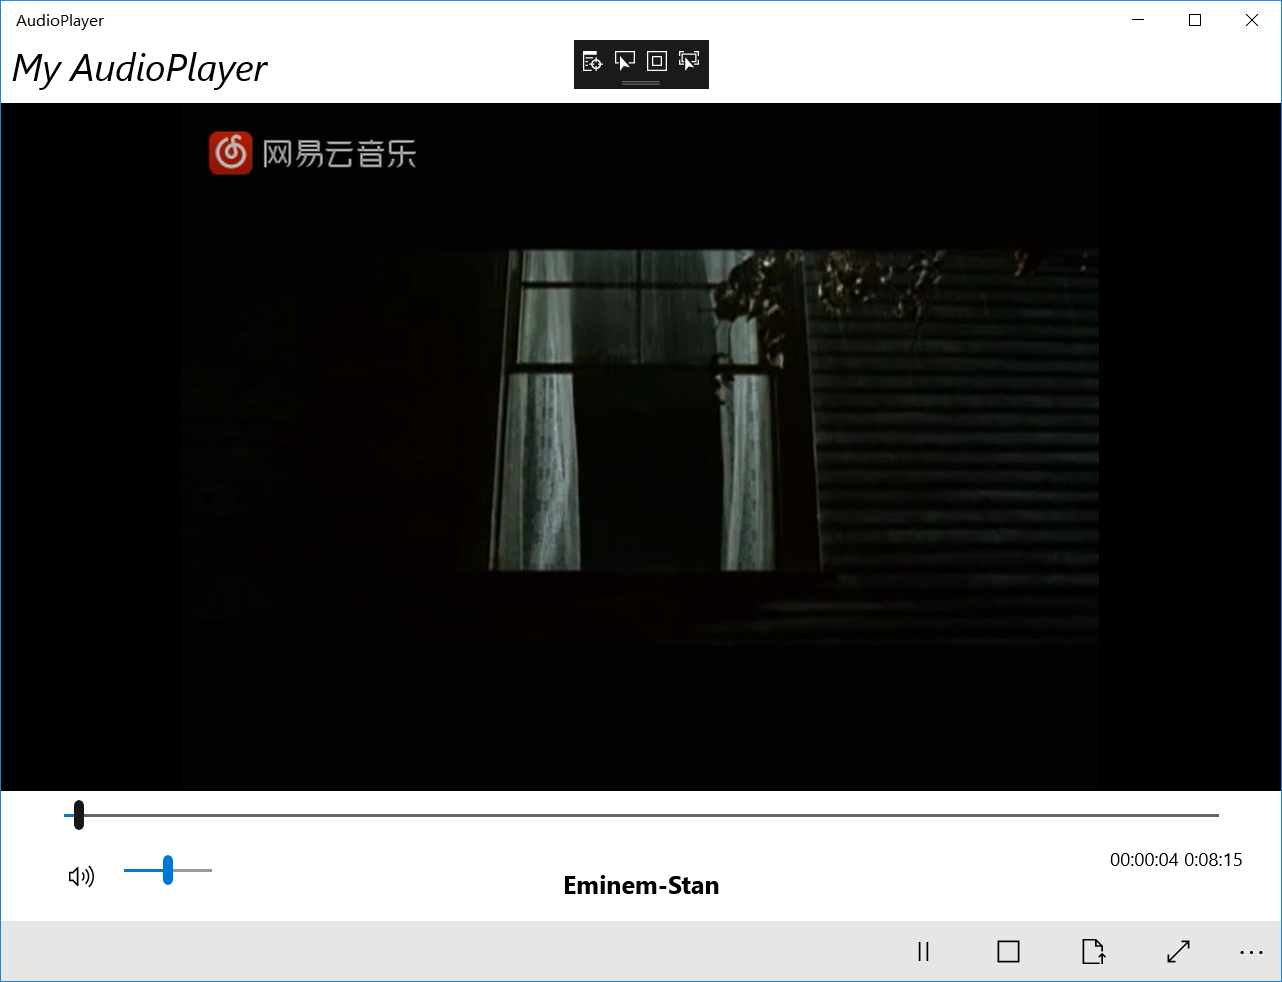 AudioPlayer
My AudioPlayer
网易云音乐
00:00:04 0:08:15
Eminem-Stan